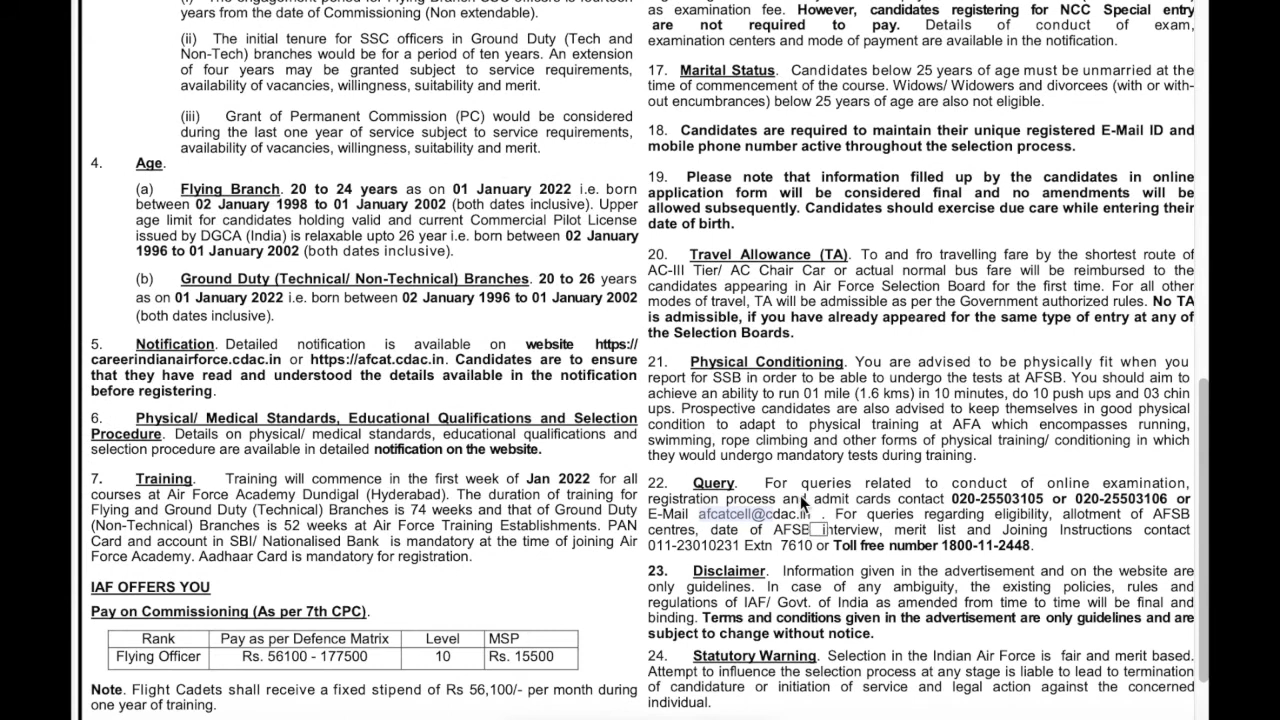 years from the date of Commissioning (Non extendable).
(ii) The initial tenure for SSC officers in Ground Duty (Tech and
Non-Tech) branches would be for a period of ten years. An extension
of four years may be granted subject to service requirements,
availability of vacancies, willingness, suitability and merit.
(iii) Grant of Permanent Commission (PC) would be considered
during the last one year of service subject to service requirements,
availability of vacancies, willingness, suitability and merit.
4. Age.
(a) Flying Branch. 20 to 24 years as on 01 January 2022 i.e. born
between 02 January 1998 to 01 January 2002 (both dates inclusive). Upper
age limit for candidates holding valid and current Commercial Pilot License
issued by DGCA (India) is relaxable upto 26 year i.e. born between 02 January
1996 to 01 January 2002 (both dates inclusive).
(b) Ground Duty (Technical/ Non-Technical) Branches. 20 to 26 years
as on 01 January 2022 i.e. born between 02 January 1996 to 01 January 2002
(both dates inclusive).
5. Notification. Detailed notification is available on website https://
careerindianairforce.cdac.in or https://afcat.cdac.in. Candidates are to ensure
that they have read and understood the details available in the notification
before registering.
6. Physical/ Medical Standards, Educational Qualifications and Selection
Procedure. Details on physical/ medical standards, educational qualifications and
selection procedure are available in detailed notification on the website.
7. Training. Training will commence in the first week of Jan 2022 for all
courses at Air Force Academy Dundigal (Hyderabad). The duration of training for
Flying and Ground Duty (Technical) Branches is 74 weeks and that of Ground Duty
(Non-Technical) Branches is 52 weeks at Air Force Training Establishments. PAN
Card and account in SBI/ Nationalised Bank is mandatory at the time of joining Air
Force Academy. Aadhaar Card is mandatory for registration.
IAF OFFERS YOU
Pay on Commissioning (As per 7th CPC).
Rank Pay as per Defence Matrix Level MSP
Flying Officer Rs. 56100 - 177500 10 Rs. 15500
Note. Flight Cadets shall receive a fixed stipend of Rs 56,100/- per month during
one year of training.
as examination fee. However, candidates registering for NCC Special entry
are not required to pay. Details of conduct of exam,
examination centers and mode of payment are available in the notification.
17. Marital Status. Candidates below 25 years of age must be unmarried at the
time of commencement of the course. Widows/ Widowers and divorcees (with or with-
out encumbrances) below 25 years of age are also not eligible.
18. Candidates are required to maintain their unique registered E-Mail ID and
mobile phone number active throughout the selection process.
19. Please note that information filled up by the candidates in online
application form will be considered final and no amendments will be
allowed subsequently. Candidates should exercise due care while entering their
date of birth.
20. Travel Allowance (TA). To and fro travelling fare by the shortest route of
AC-III Tier/ AC Chair Car or actual normal bus fare will be reimbursed to the
candidates appearing in Air Force Selection Board for the first time. For all other
modes of travel, TA will be admissible as per the Government authorized rules. No TA
is admissible, if you have already appeared for the same type of entry at any of
the Selection Boards.
21. Physical Conditioning. You are advised to be physically fit when you
report for SSB in order to be able to undergo the tests at AFSB. You should aim to
achieve an ability to run 01 mile (1.6 kms) in 10 minutes, do 10 push ups and 03 chin
ups. Prospective candidates are also advised to keep themselves in good physical
condition to adapt to physical training at AFA which encompasses running,
swimming, rope climbing and other forms of physical training/ conditioning in which
they would undergo mandatory tests during training.
22. Query. For queries related to conduct of online examination,
registration process and admit cards contact 020-25503105 or 020-25503106 or
E-Mail afcatcell@cdac.in . For queries regarding eligibility, allotment of AFSB
centres, date of AFSB interview, merit list and Joining Instructions contact
011-23010231 Extn 7610 or Toll free number 1800-11-2448.
23. Disclaimer. Information given in the advertisement and on the website are
only guidelines. In case of any ambiguity, the existing policies, rules and
regulations of IAF/ Govt. of India as amended from time to time will be final and
binding. Terms and conditions given in the advertisement are only guidelines and are
subject to change without notice.
24. Statutory Warning. Selection in the Indian Air Force is fair and merit based.
Attempt to influence the selection process at any stage is liable to lead to termination
of candidature or initiation of service and legal action against the concerned
individual.